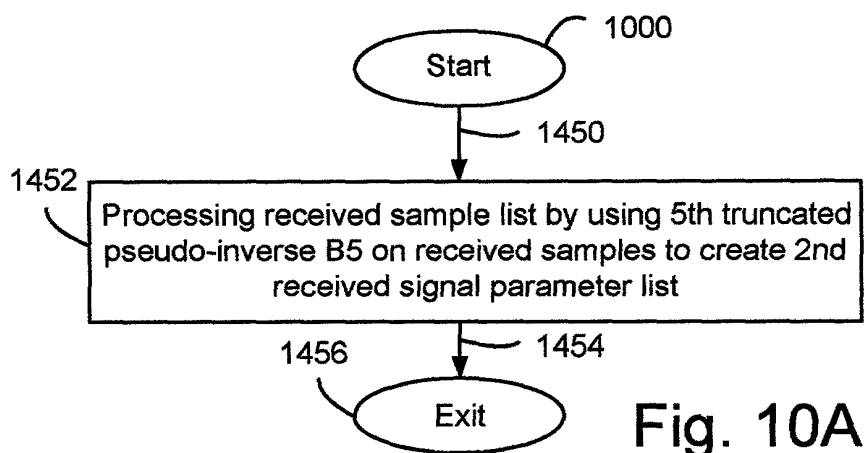 1000
Start
1450
1452
Processing received sample list by using 5th truncated
pseudo-inverse B5 on received samples to create 2nd
received signal parameter list
1454
1456
Exit
Fig. 10A